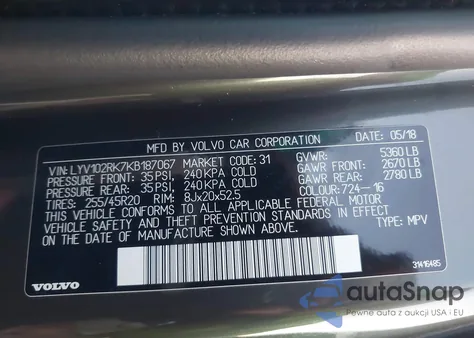 MFD BY VOLVO CAR CORPORATION DATE 05/18
VIN: LYV102RK7KB187067 MARKET CODE: 31 GVWR: 5360 LB
PRESSURE FRONT: 35 PSI, 240 KPA COLD GAWR FRONT: 2670 LB
PRESSURE REAR: 35 PSI, 240 KPA COLD GAWR REAR: 2780 LB
TIRES: 255/45R20 RIM: 8Jx20x52,5 COLOUR: 724-16
THIS VEHICLE CONFORMS TO ALL APPLICABLE FEDERAL MOTOR
VEHICLE SAFETY AND THEFT PREVENTION STANDARDS IN EFFECT
ON THE DATE OF MANUFACTURE SHOWN ABOVE. TYPE: MPV
VOLVO
31416485
autoSnap
Pewne auta z USA i Europy